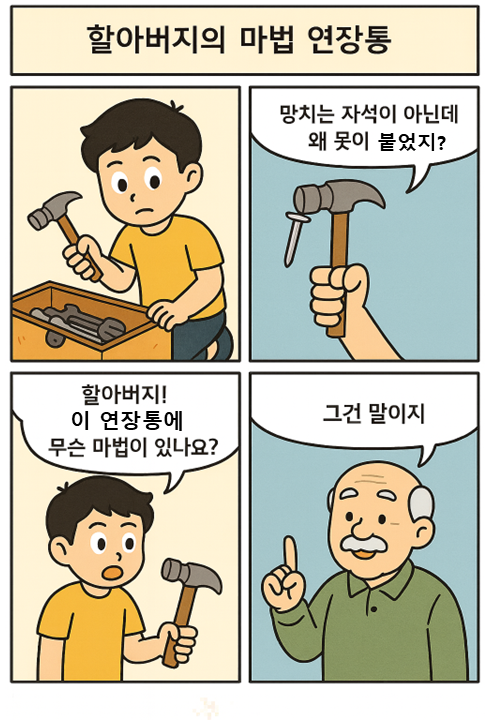 할아버지의 마법 연장통
망치는 자석이 아닌데
왜 못이 붙었지?
할아버지!
이 연장통에
무슨 마법이 있나요?
그건 말이지